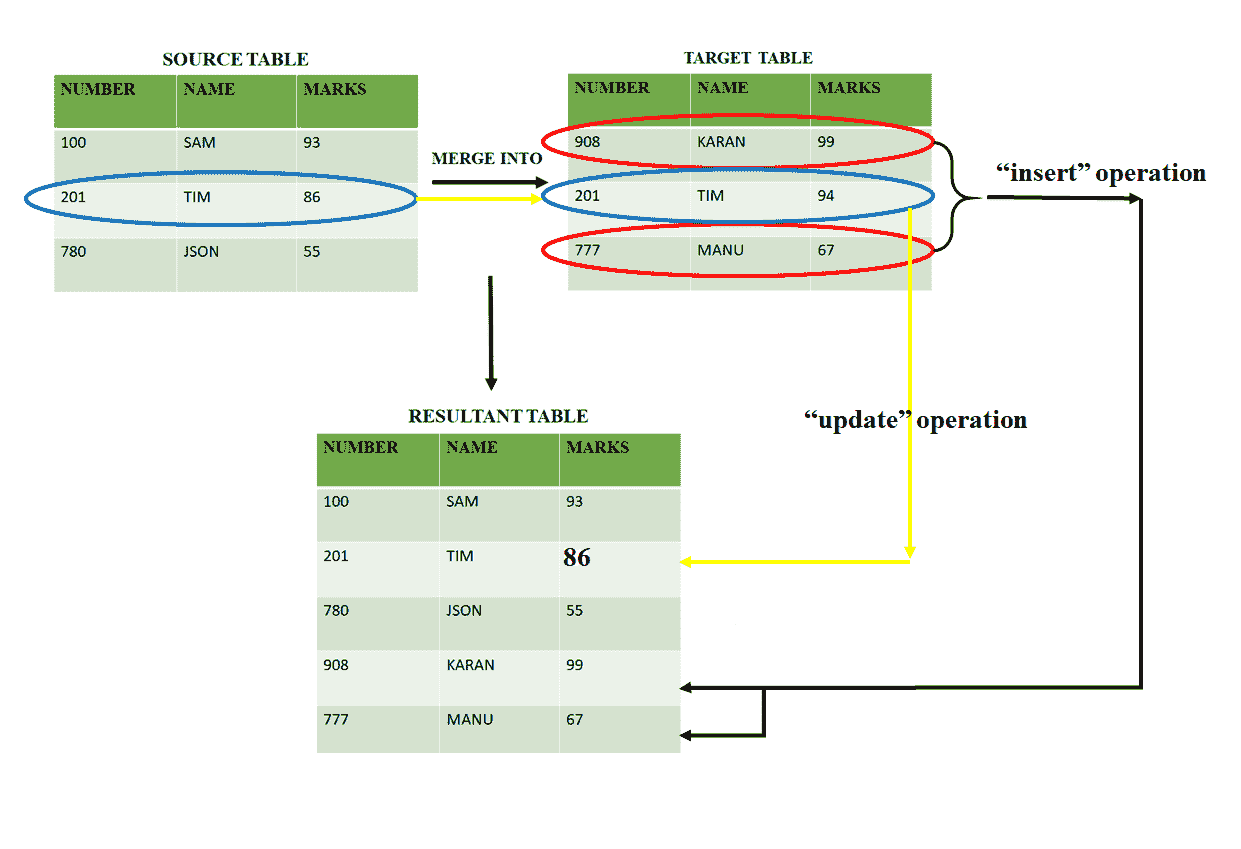 SOURCE TABLE
NUMBER NAME MARKS
100 SAM 93
201 TIM 86
780 JSON 55
MERGE INTO
TARGET TABLE
NUMBER NAME MARKS
908 KARAN 99
201 TIM 94
777 MANU 67
“insert” operation
“update” operation
RESULTANT TABLE
NUMBER NAME MARKS
100 SAM 93
201 TIM 86
780 JSON 55
908 KARAN 99
777 MANU 67